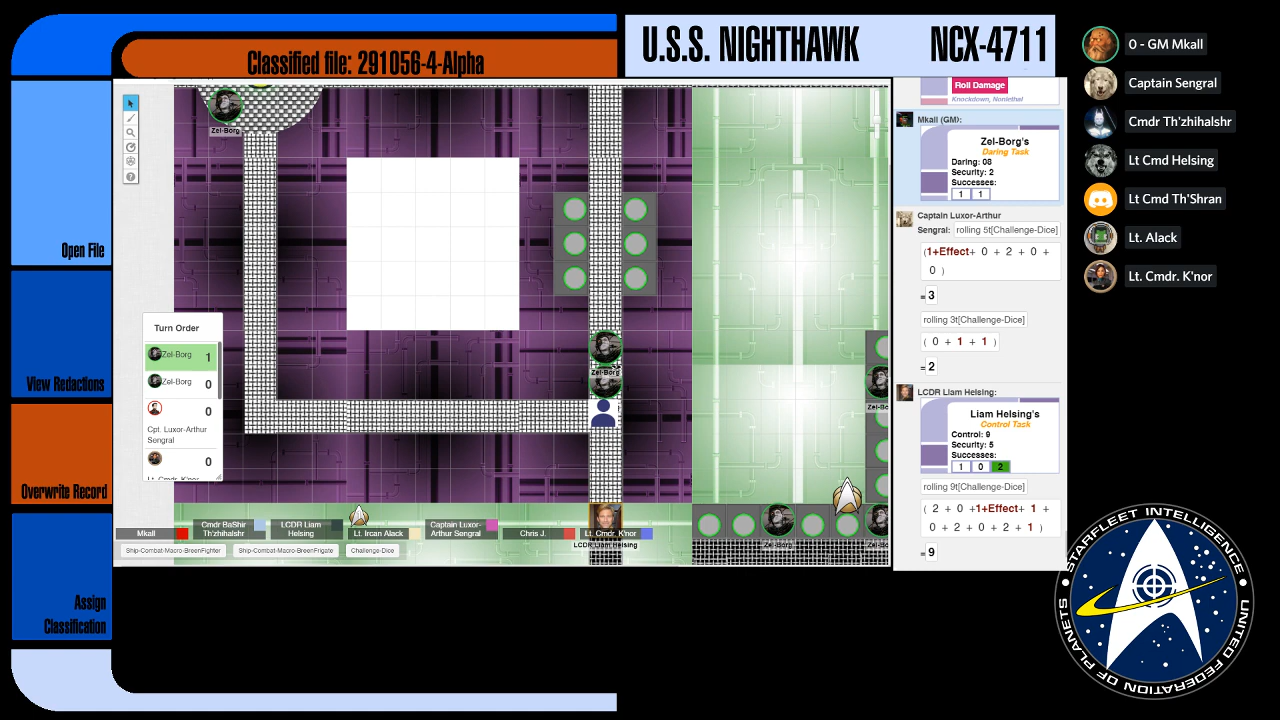 Classified file: 291056-4-Alpha
U.S.S. NIGHTHAWK
NCX-4711
Open File
View Redactions
Overwrite Record
Assign
Classification
Zel-Borg
Turn Order
Zel-Borg 1
Zel-Borg 0
0
Cpt. Luxor-Arthur
Sengral
0
Zel-Borg
Zel-Borg
LCDR Liam Helsing
Mkall
Cmdr BaShir
Th'zhihalshr
LCDR Liam
Helsing
Lt. Ircan Alack
Captain Luxor-
Arthur Sengral
Chris J.
Lt. Cmdr. K'nor
Ship-Combat-Macro-BreenFighter
Ship-Combat-Macro-BreenFrigate
Challenge-Dice
Roll Damage
Knockdown, Nonlethal
Mkall (GM):
Zel-Borg's
Daring Task
Daring: 08
Security: 2
Successes:
1 1
Captain Luxor-Arthur
Sengral: rolling 5t[Challenge-Dice]
(1+Effect+ 0 + 2 + 0 +
0 )
=3
rolling 3t[Challenge-Dice]
( 0 + 1 + 1 )
=2
LCDR Liam Helsing:
Liam Helsing's
Control Task
Control: 9
Security: 5
Successes:
1 0 2
rolling 9t[Challenge-Dice]
( 2 + 0 +1+Effect+ 1 +
0 + 2 + 0 + 2 + 1 )
=9
0 - GM Mkall
Captain Sengral
Cmdr Th'zhihalshr
Lt Cmd Helsing
Lt Cmd Th'Shran
Lt. Alack
Lt. Cmdr. K'nor
STARFLEET INTELLIGENCE
UNITED FEDERATION OF PLANETS